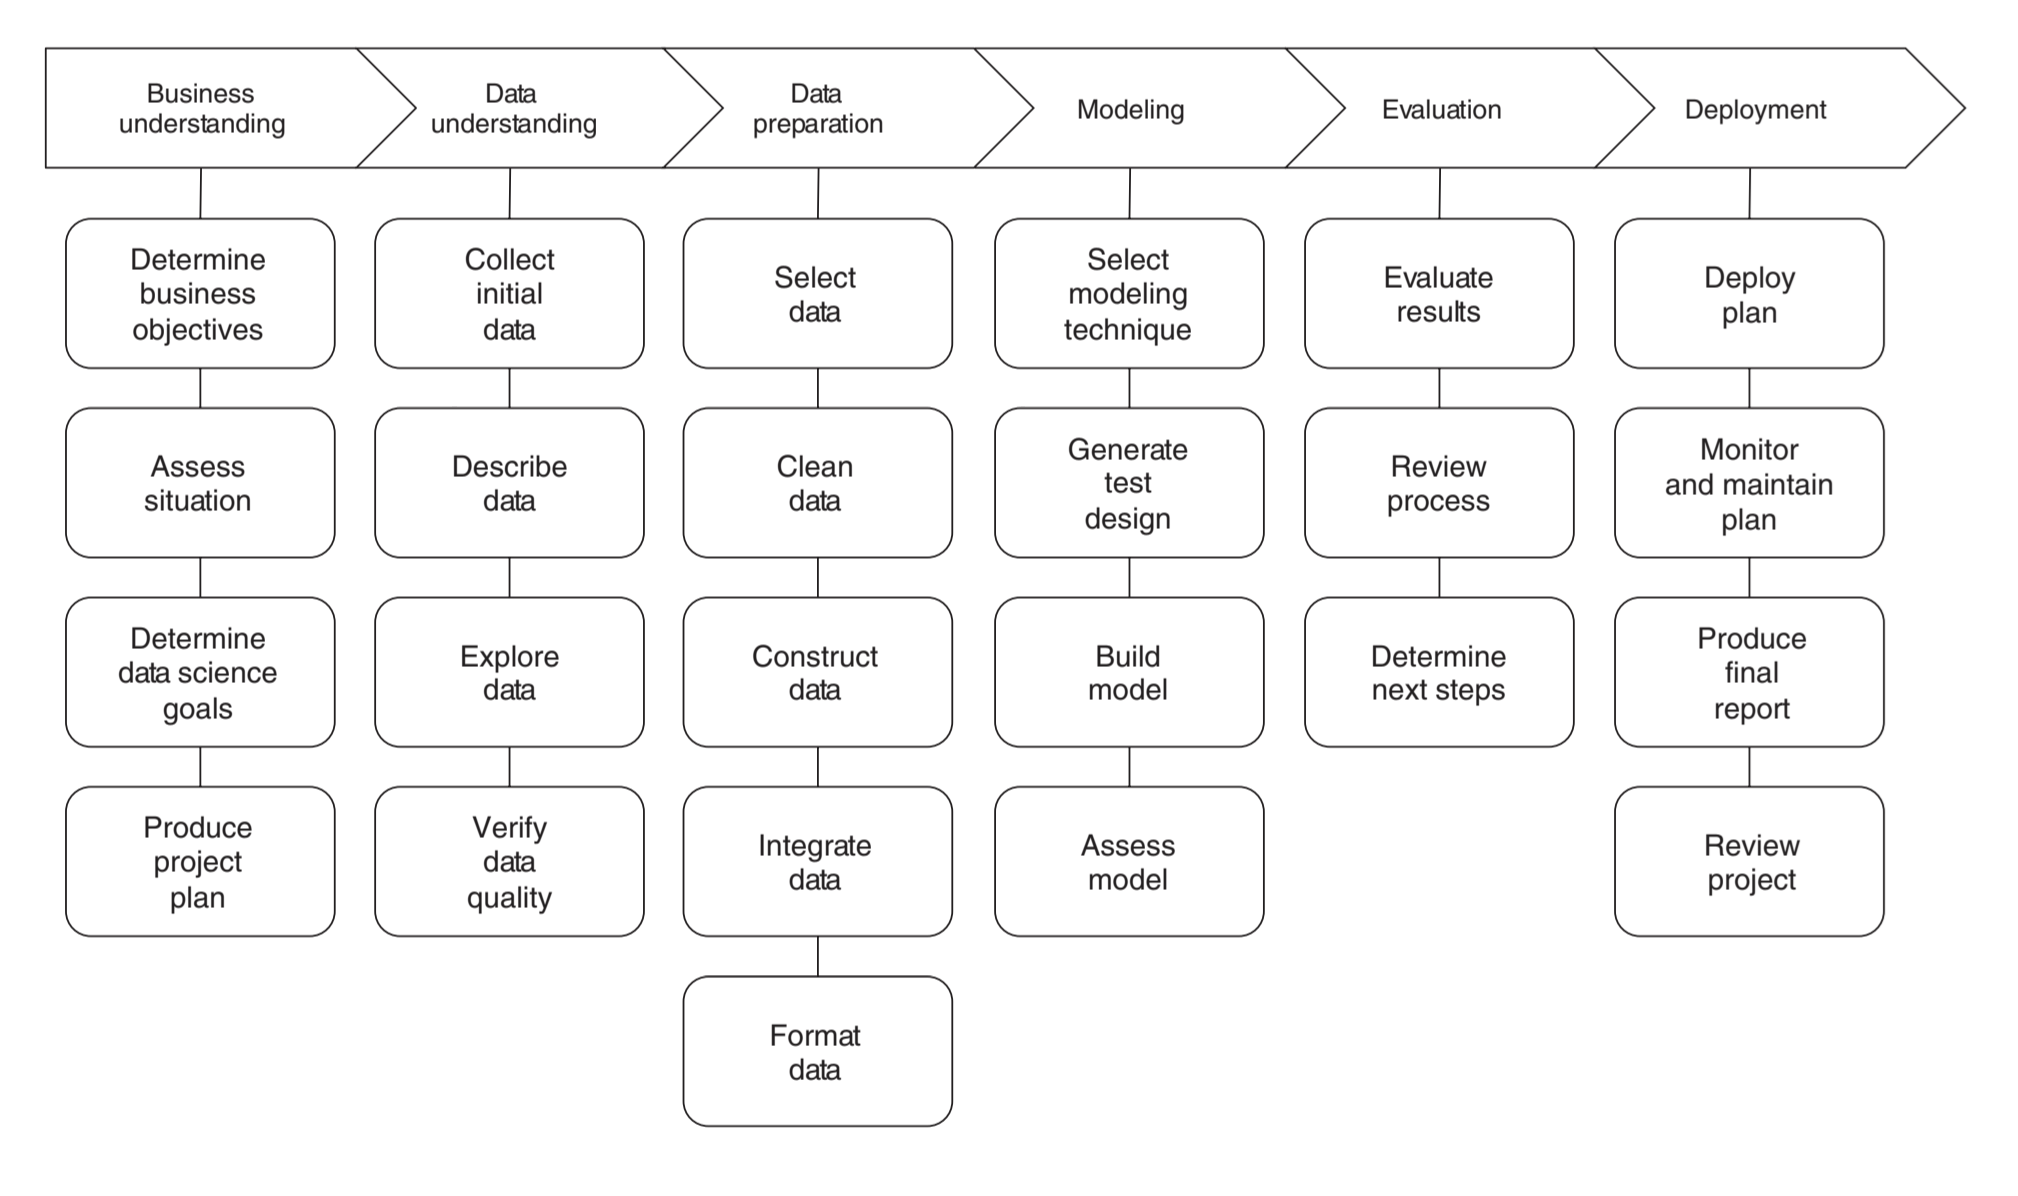 Business
understanding
Data
understanding
Data
preparation
Modeling
Evaluation
Deployment
Determine
business
objectives
Assess
situation
Determine
data science
goals
Produce
project
plan
Collect
initial
data
Describe
data
Explore
data
Verify
data
quality
Select
data
Clean
data
Construct
data
Integrate
data
Format
data
Select
modeling
technique
Generate
test
design
Build
model
Assess
model
Evaluate
results
Review
process
Determine
next steps
Deploy
plan
Monitor
and maintain
plan
Produce
final
report
Review
project